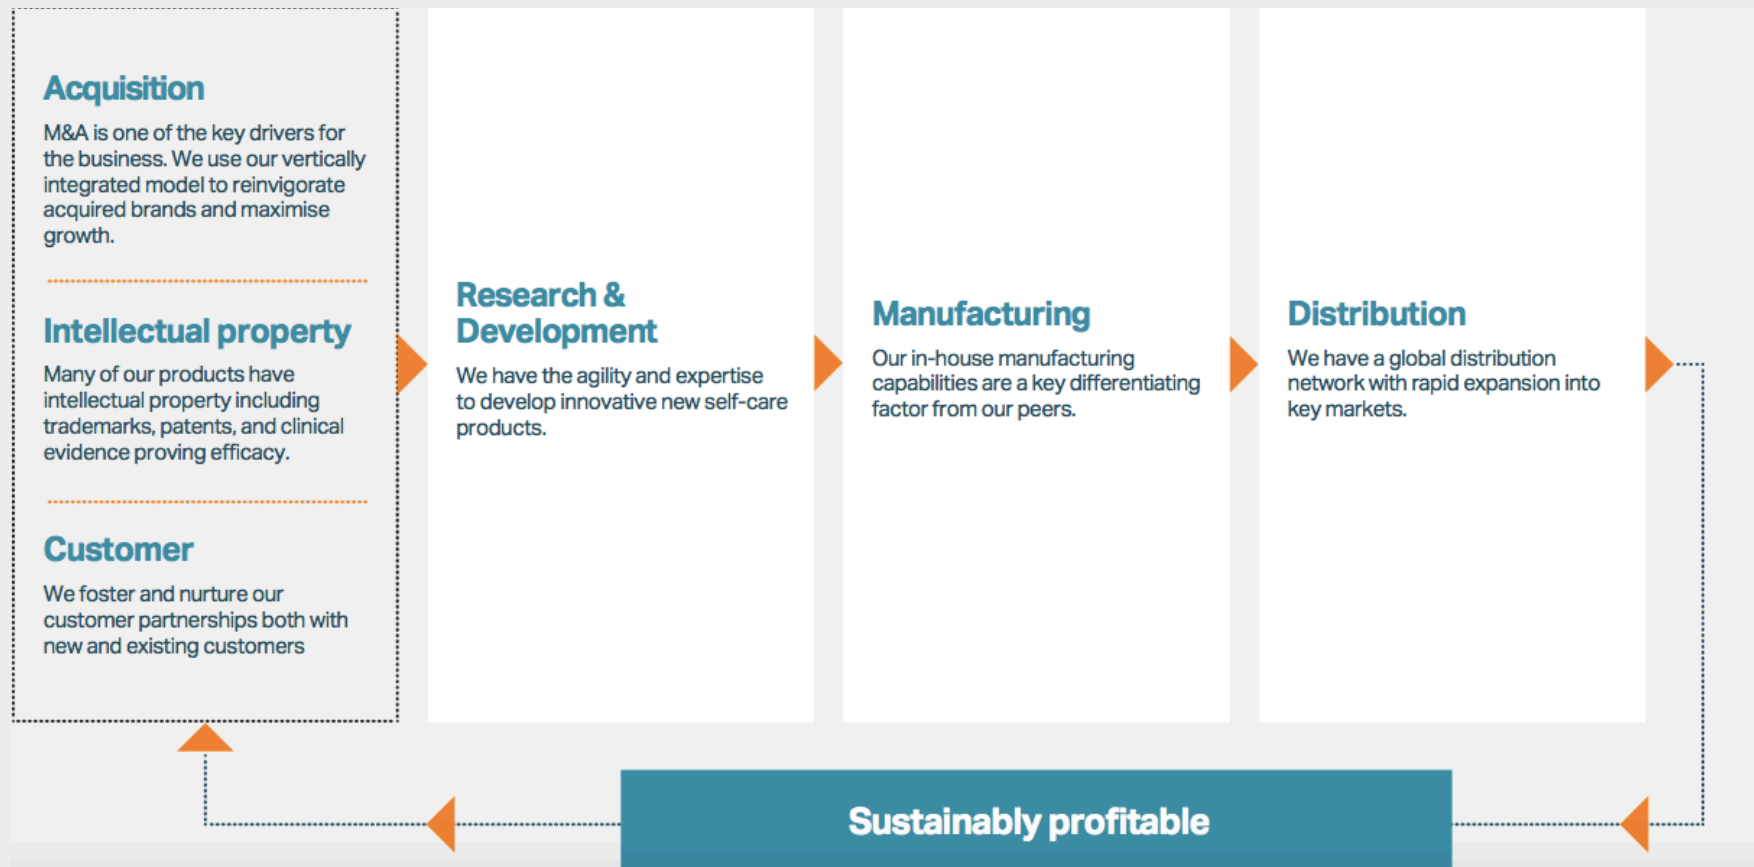 Acquisition
M&A is one of the key drivers for
the business. We use our vertically
integrated model to reinvigorate
acquired brands and maximise
growth.
Intellectual property
Many of our products have
intellectual property including
trademarks, patents, and clinical
evidence proving efficacy.
Customer
We foster and nurture our
customer partnerships both with
new and existing customers
Research &
Development
We have the agility and expertise
to develop innovative new self-care
products.
Manufacturing
Our in-house manufacturing
capabilities are a key differentiating
factor from our peers.
Distribution
We have a global distribution
network with rapid expansion into
key markets.
Sustainably profitable